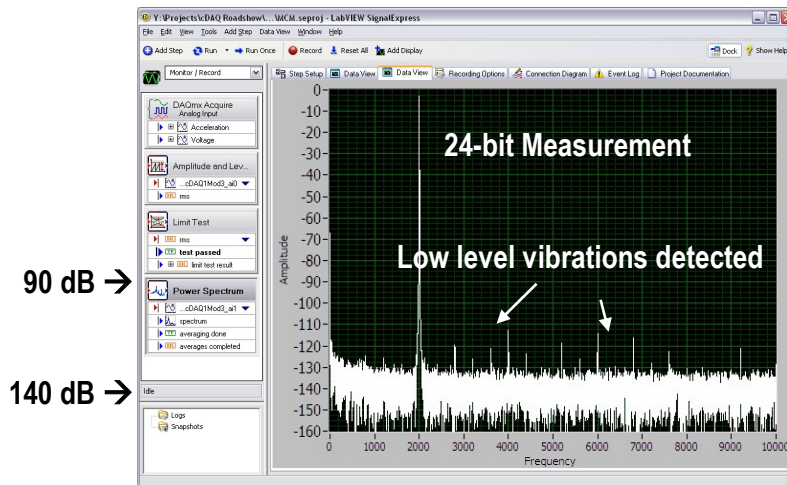 Y:\Projects\cDAQ Roadshow\...\MCM.seproj - LabVIEW SignalExpress
File Edit View Tools Add Step Data View Window Help
Add Step Run Run Once Record Reset All Add Display Dock Show Help
Monitor / Record
Step Setup Data View Data View Recording Options Connection Diagram Event Log Project Documentation
DAQmx Acquire
Analog Input
Acceleration
Voltage
Amplitude and Lev...
...cDAQ1Mod3_ai0
rms
Limit Test
rms
test passed
limit test result
Power Spectrum
...cDAQ1Mod3_ai1
spectrum
averaging done
averages completed
Idle
Logs
Snapshots
90 dB →
140 dB →
24-bit Measurement
Low level vibrations detected
Amplitude
0
-10
-20
-30
-40
-50
-60
-70
-80
-90
-100
-110
-120
-130
-140
-150
-160
0 1000 2000 3000 4000 5000 6000 7000 8000 9000 10000
Frequency